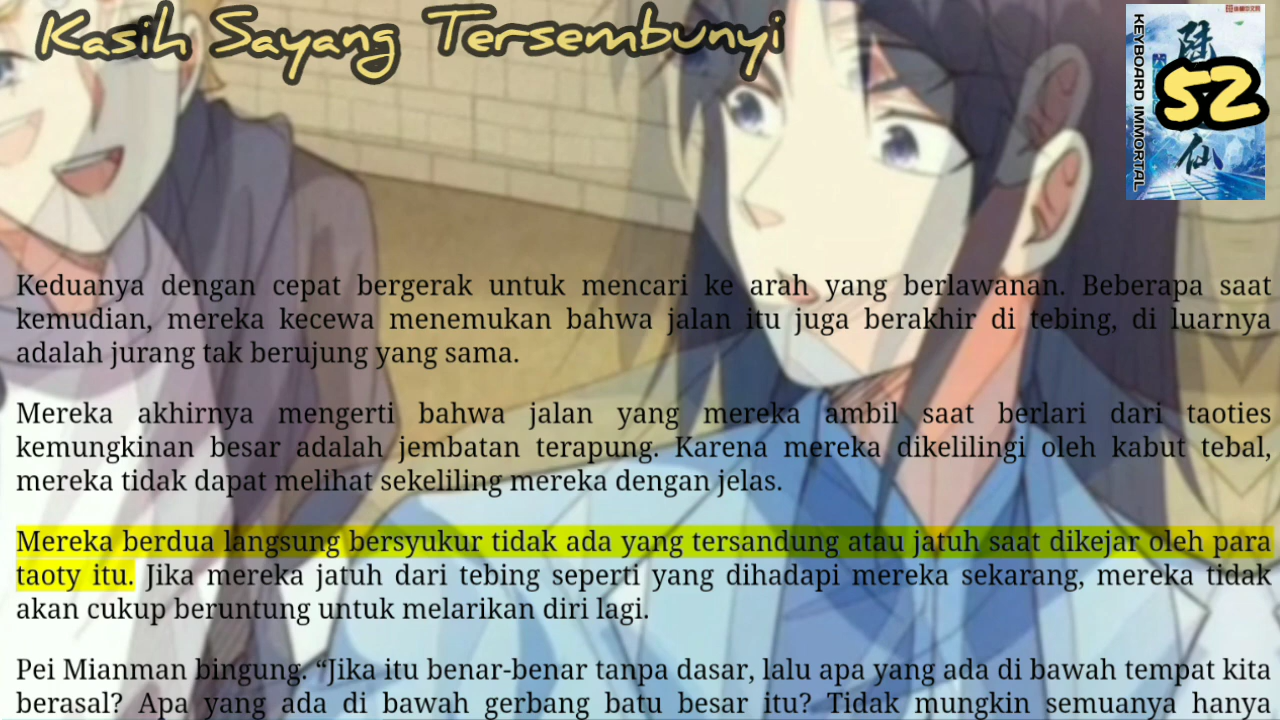 Kasih Sayang Tersembunyi
KEYBOARD IMMORTAL
陆
仙
52
Keduanya dengan cepat bergerak untuk mencari ke arah yang berlawanan. Beberapa saat
kemudian, mereka kecewa menemukan bahwa jalan itu juga berakhir di tebing, di luarnya
adalah jurang tak berujung yang sama.
Mereka akhirnya mengerti bahwa jalan yang mereka ambil saat berlari dari taoties
kemungkinan besar adalah jembatan terapung. Karena mereka dikelilingi oleh kabut tebal,
mereka tidak dapat melihat sekeliling mereka dengan jelas.
Mereka berdua langsung bersyukur tidak ada yang tersandung atau jatuh saat dikejar oleh para
taoty itu. Jika mereka jatuh dari tebing seperti yang dihadapi mereka sekarang, mereka tidak
akan cukup beruntung untuk melarikan diri lagi.
Pei Mianman bingung. “Jika itu benar-benar tanpa dasar, lalu apa yang ada di bawah tempat kita
berasal? Apa yang ada di bawah gerbang batu besar itu? Tidak mungkin semuanya hanya